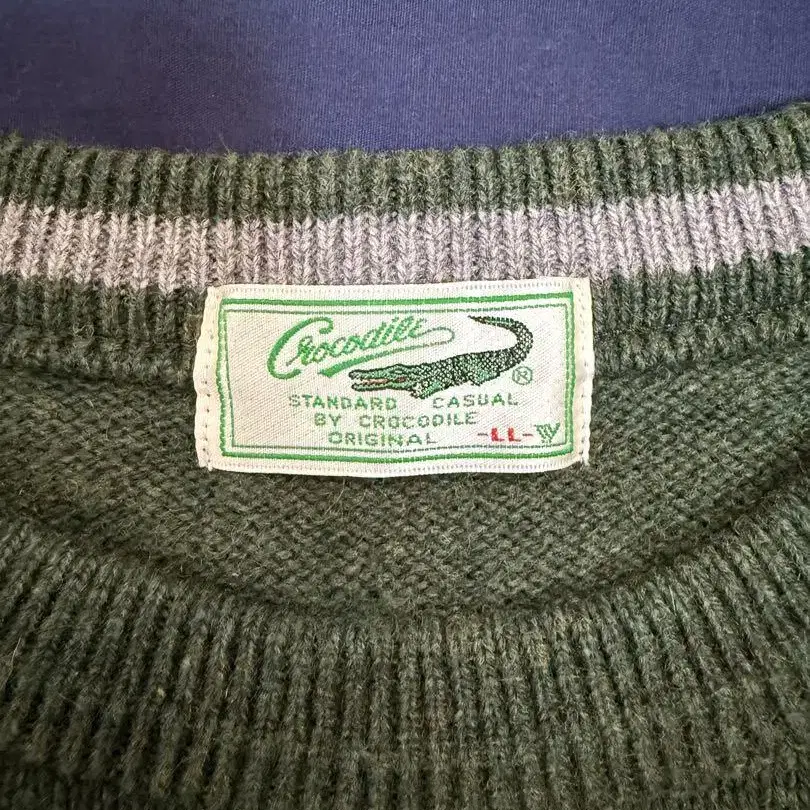 Crocodile
®
STANDARD CASUAL
BY CROCODILE
ORIGINAL -LL-